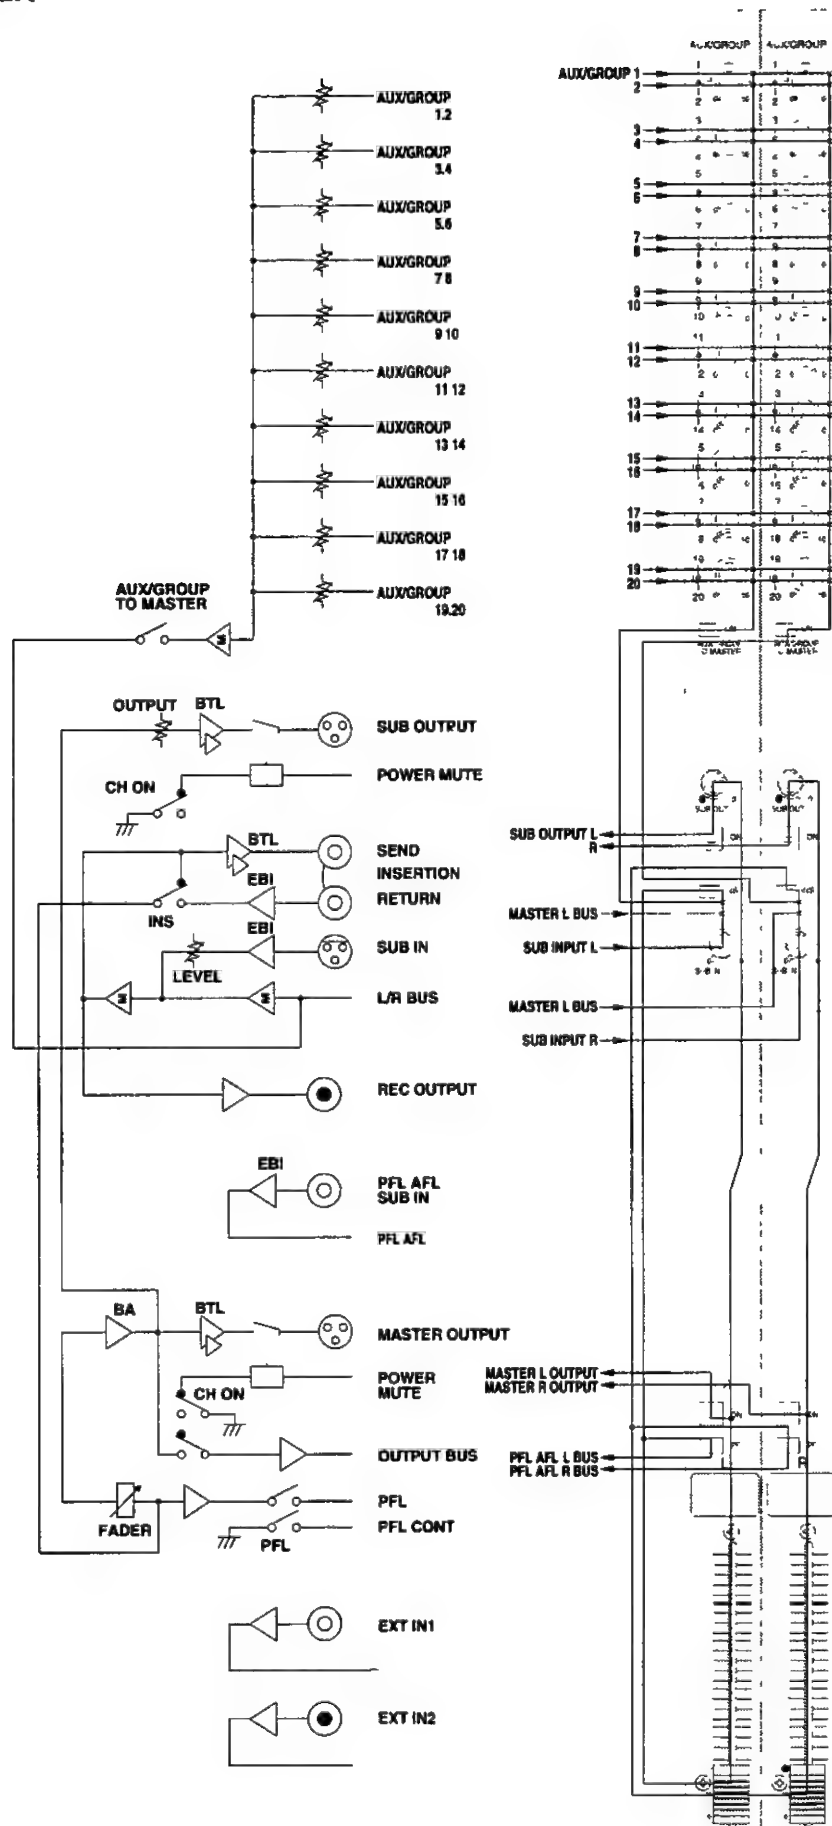 AUX/GROUP
1.2
AUX/GROUP
3.4
AUX/GROUP
5.6
AUX/GROUP
7 8
AUX/GROUP
9 10
AUX/GROUP
11 12
AUX/GROUP
13 14
AUX/GROUP
15 16
AUX/GROUP
17 18
AUX/GROUP
19.20
AUX/GROUP
TO MASTER
OUTPUT
BTL
SUB OUTPUT
POWER MUTE
CH ON
BTL
SEND
INSERTION
EBI
RETURN
INS
EBI
SUB IN
LEVEL
L/R BUS
REC OUTPUT
EBI
PFL AFL
SUB IN
PFL AFL
BA
BTL
MASTER OUTPUT
POWER
MUTE
CH ON
OUTPUT BUS
PFL
FADER
PFL CONT
PFL
EXT IN1
EXT IN2
AUX/GROUP AUX/GROUP
AUX/GROUP 1
2
3
4
5
6
7
8
9
10
11
12
13
14
15
16
17
18
19
20
SUB OUTPUT L
R
MASTER L BUS
SUB INPUT L
MASTER L BUS
SUB INPUT R
MASTER L OUTPUT
MASTER R OUTPUT
PFL AFL L BUS
PFL AFL R BUS